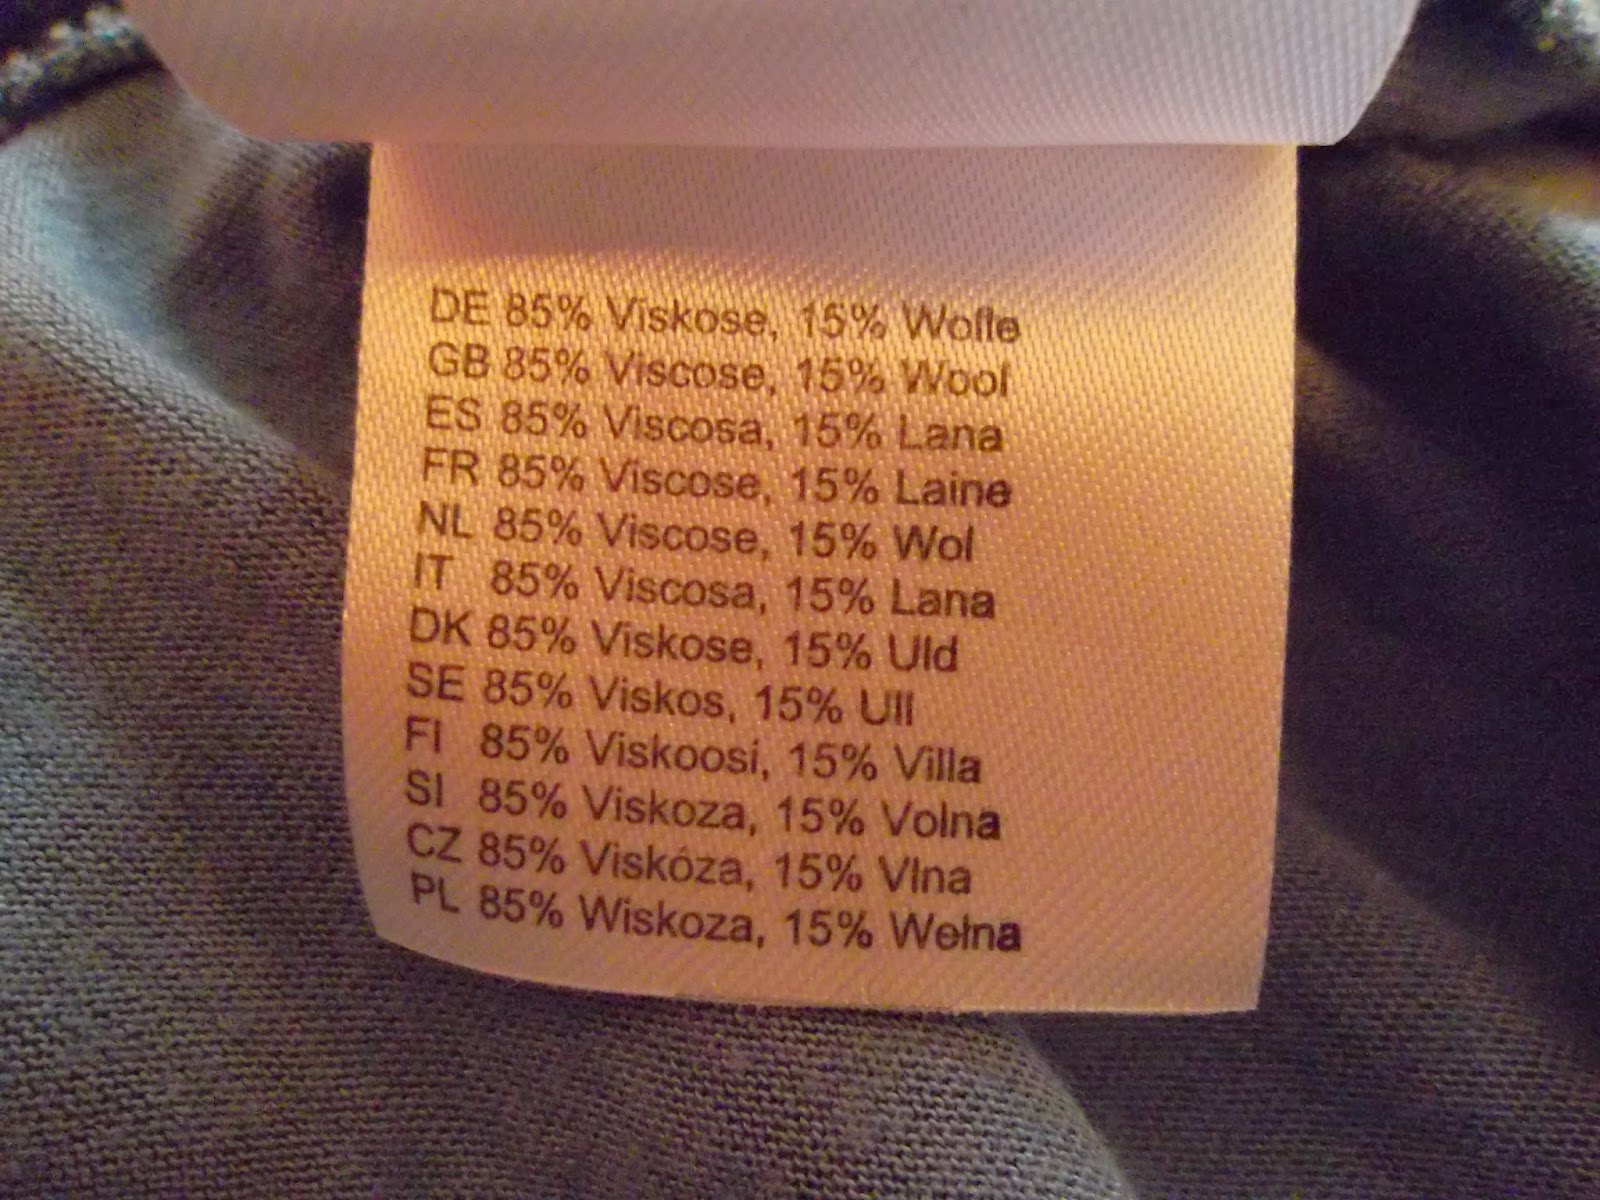 DE 85% Viskose, 15% Wolle
GB 85% Viscose, 15% Wool
ES 85% Viscosa, 15% Lana
FR 85% Viscose, 15% Laine
NL 85% Viscose, 15% Wol
IT 85% Viscosa, 15% Lana
DK 85% Viskose, 15% Uld
SE 85% Viskos, 15% Ull
FI 85% Viskoosi, 15% Villa
SI 85% Viskoza, 15% Volna
CZ 85% Viskóza, 15% Vlna
PL 85% Wiskoza, 15% Wełna